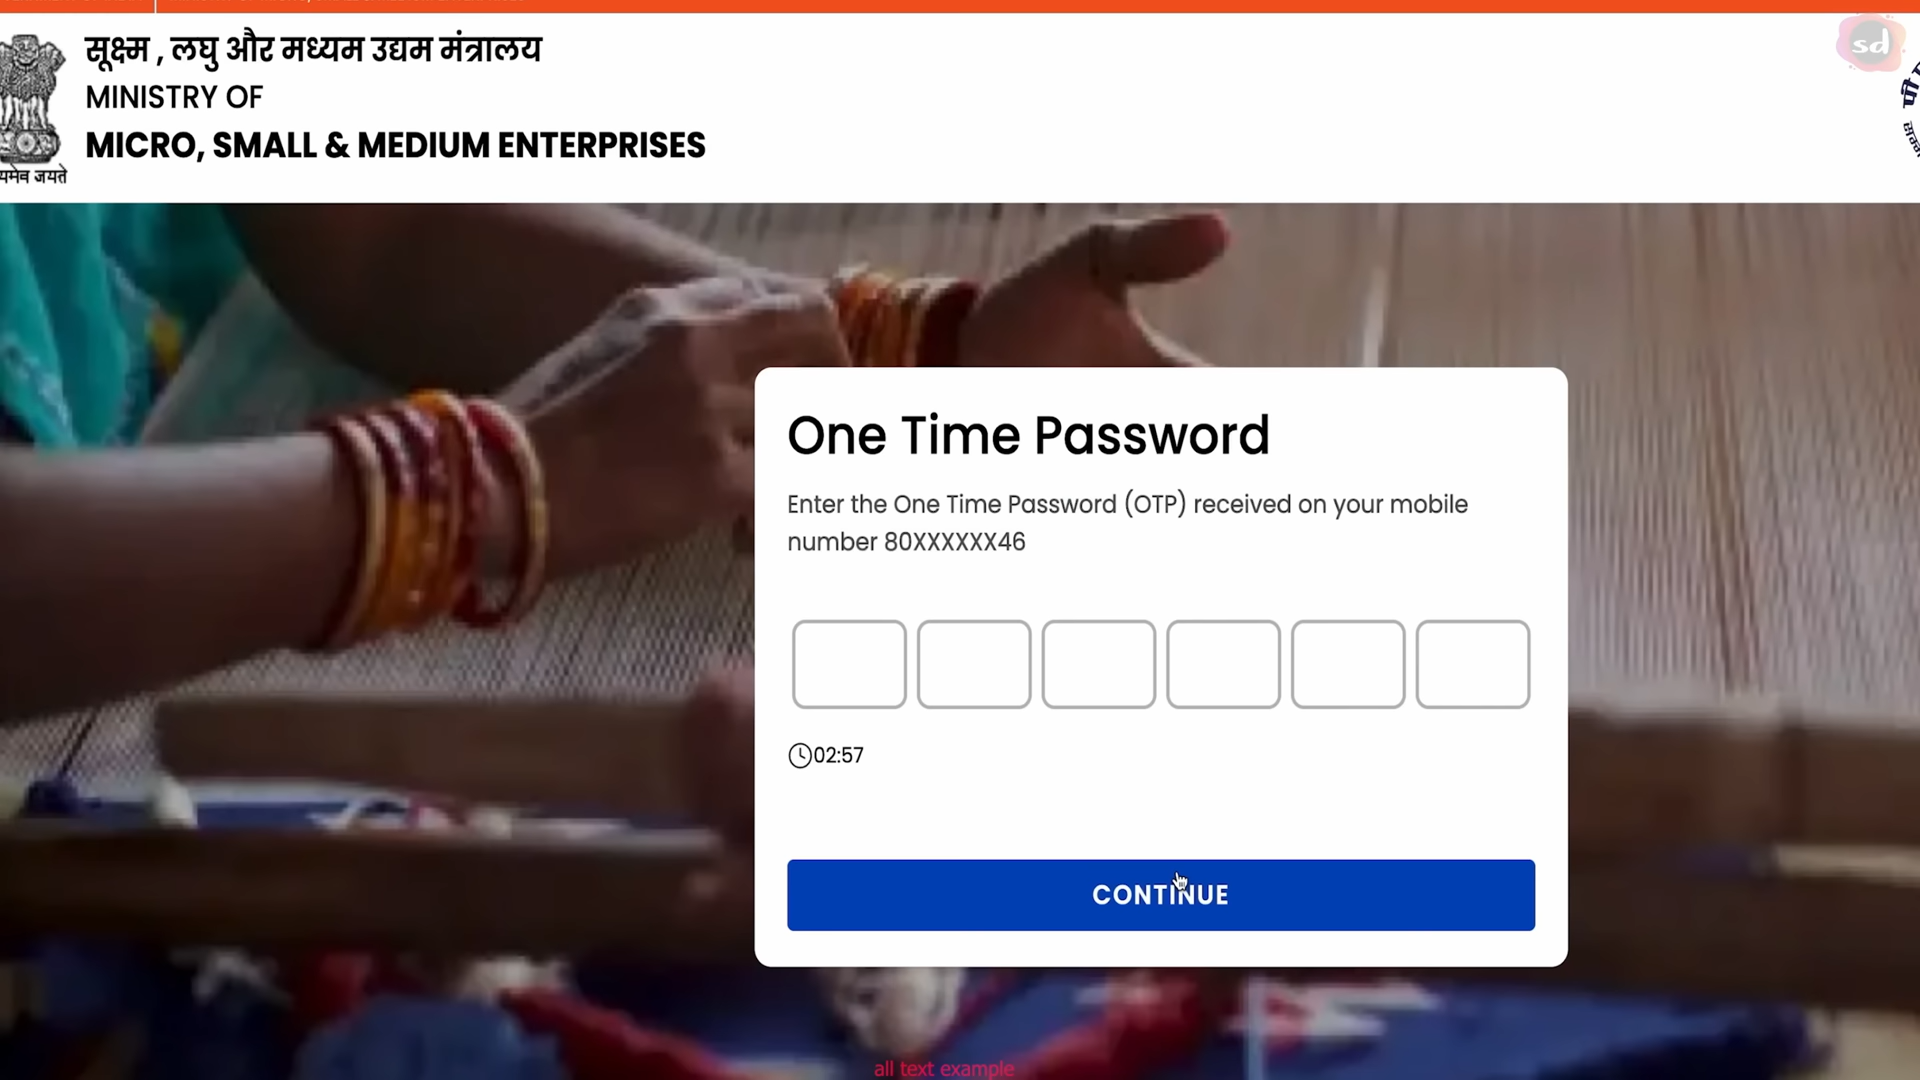 सूक्ष्म , लघु और मध्यम उद्यम मंत्रालय
MINISTRY OF
MICRO, SMALL & MEDIUM ENTERPRISES
यमेव जयते
sd
One Time Password
Enter the One Time Password (OTP) received on your mobile
number 80XXXXXX46
02:57
CONTINUE
all text example